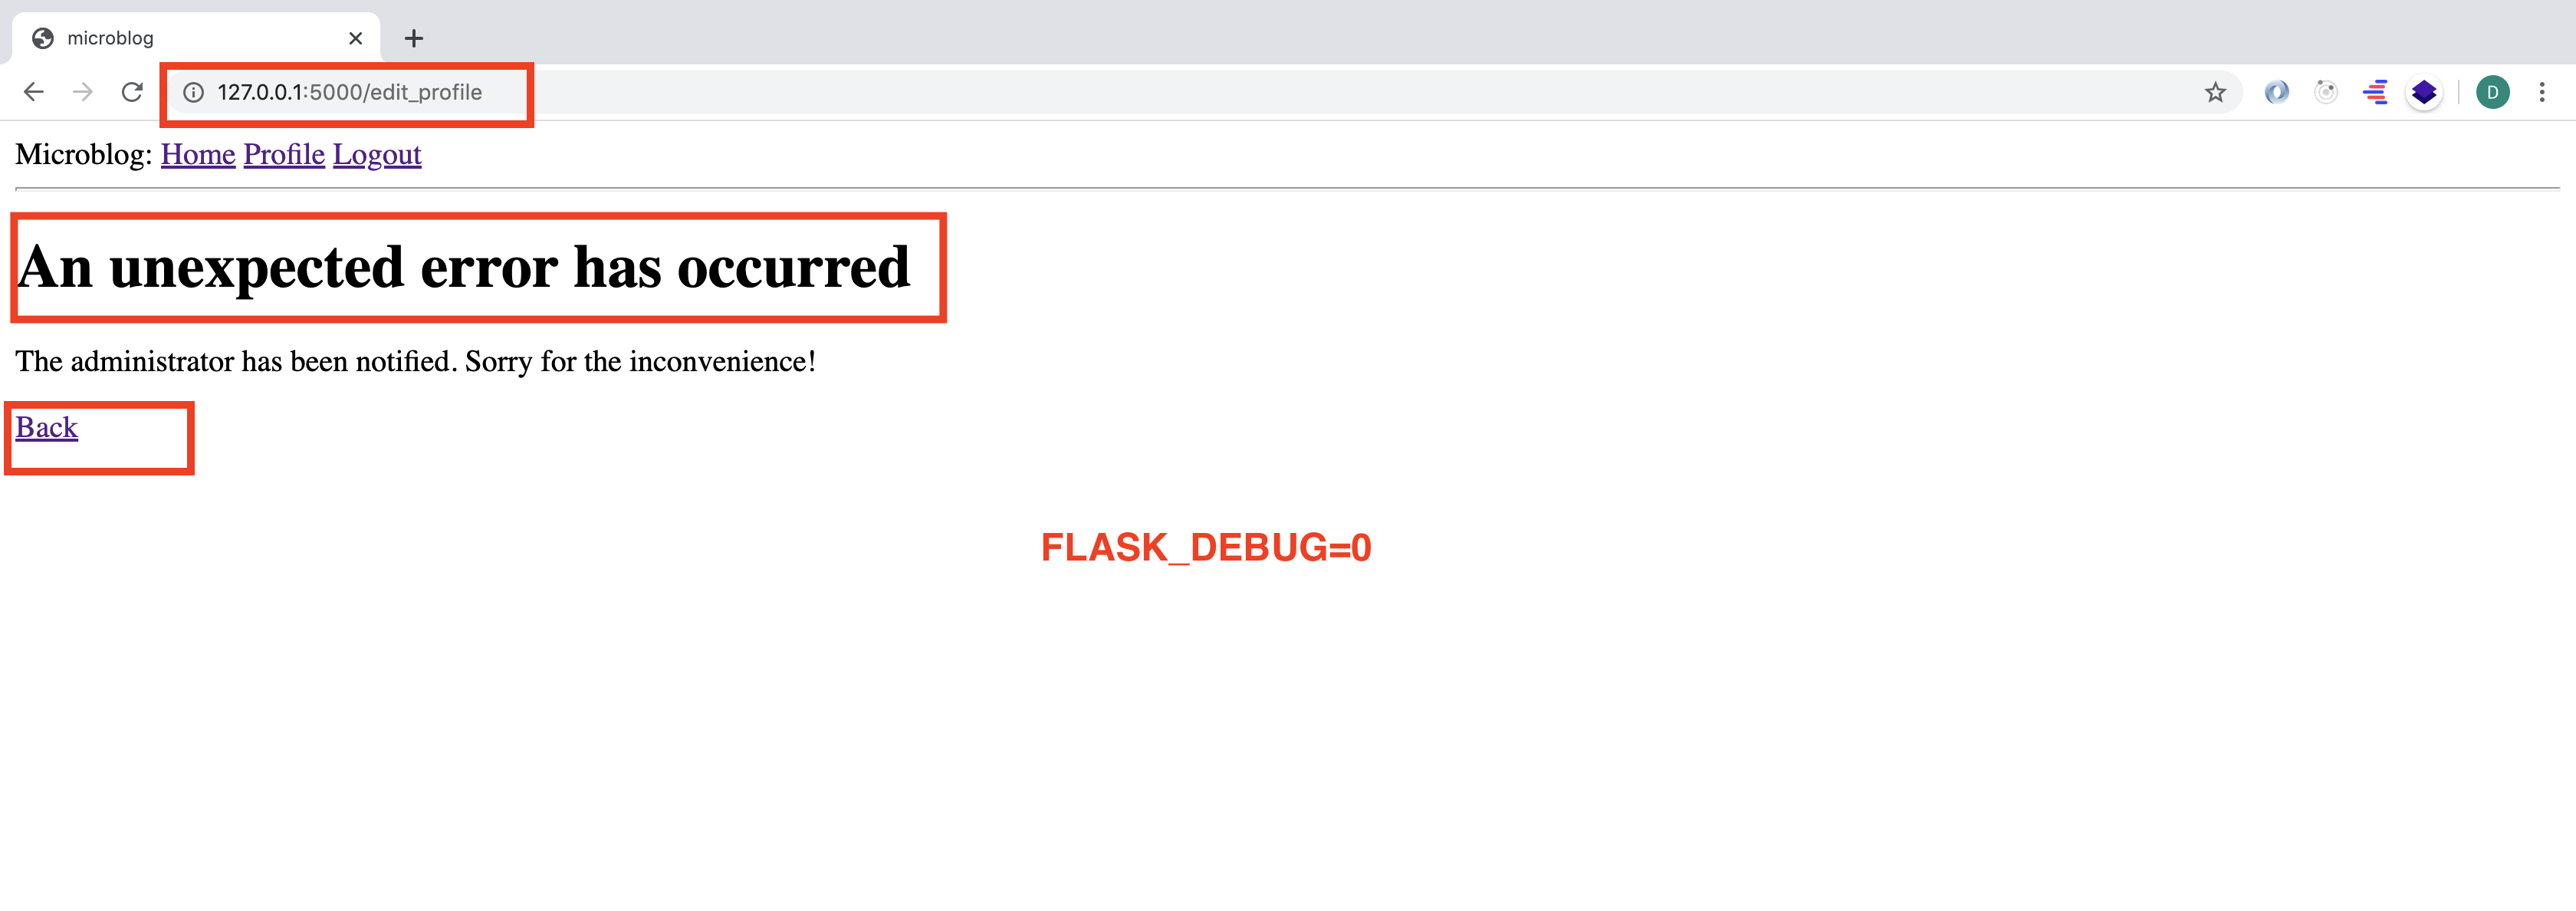 microblog
127.0.0.1:5000/edit_profile
D
Microblog: Home Profile Logout
An unexpected error has occurred
The administrator has been notified. Sorry for the inconvenience!
Back
FLASK_DEBUG=0